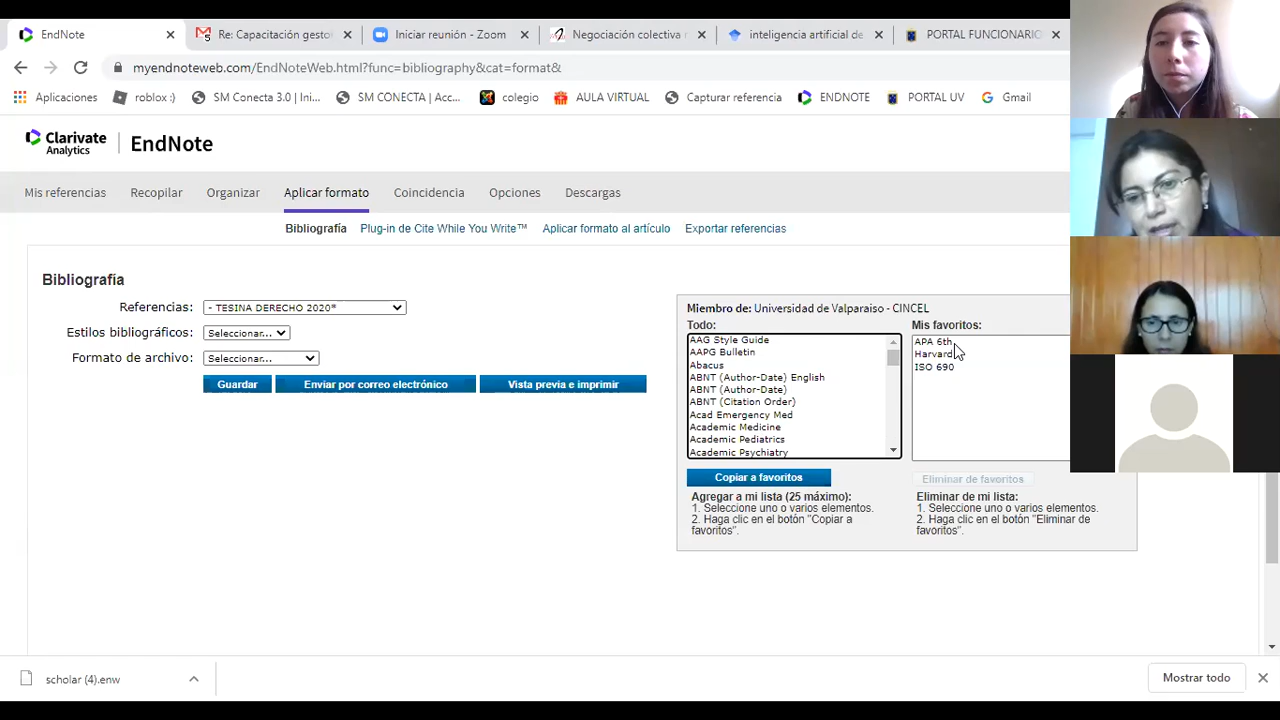 EndNote
Re: Capacitación gesto
Iniciar reunión - Zoom
Negociación colectiva
inteligencia artificial de
PORTAL FUNCIONARIO
myendnoteweb.com/EndNoteWeb.html?func=bibliography&cat=format&
Aplicaciones
roblox :)
SM Conecta 3.0 | Ini...
SM CONECTA | Acc...
colegio
AULA VIRTUAL
Capturar referencia
ENDNOTE
PORTAL UV
Gmail
Clarivate
Analytics
EndNote
Mis referencias
Recopilar
Organizar
Aplicar formato
Coincidencia
Opciones
Descargas
Bibliografía
Plug-in de Cite While You Write™
Aplicar formato al artículo
Exportar referencias
Bibliografía
Referencias: - TESINA DERECHO 2020*
Estilos bibliográficos: Seleccionar...
Formato de archivo: Seleccionar...
Guardar
Enviar por correo electrónico
Vista previa e imprimir
Miembro de: Universidad de Valparaiso - CINCEL
Todo:
AAG Style Guide
AAPG Bulletin
Abacus
ABNT (Author-Date) English
ABNT (Author-Date)
ABNT (Citation Order)
Acad Emergency Med
Academic Medicine
Academic Pediatrics
Academic Psychiatry
Copiar a favoritos
Agregar a mi lista (25 máximo):
1. Seleccione uno o varios elementos.
2. Haga clic en el botón "Copiar a
favoritos".
Mis favoritos:
APA 6th
Harvard
ISO 690
Eliminar de favoritos
Eliminar de mi lista:
1. Seleccione uno o varios elementos.
2. Haga clic en el botón "Eliminar de
favoritos".
scholar (4).enw
Mostrar todo